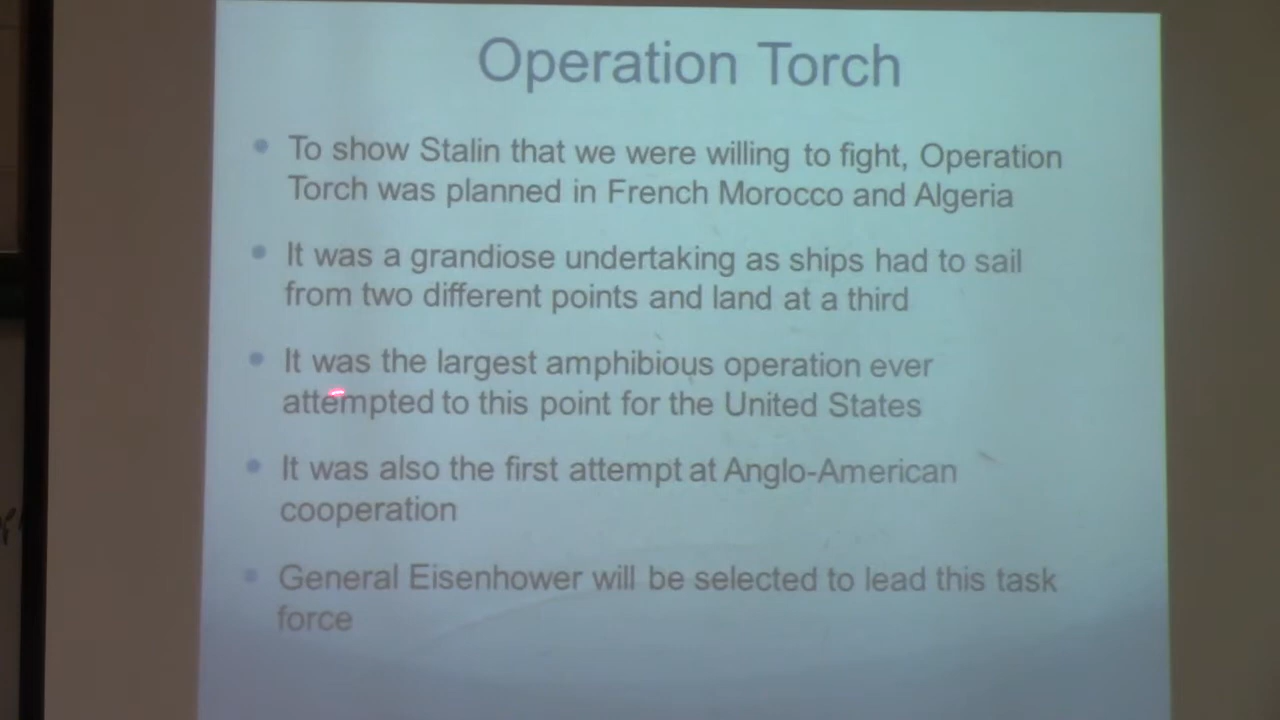 Operation Torch
To show Stalin that we were willing to fight, Operation
Torch was planned in French Morocco and Algeria
It was a grandiose undertaking as ships had to sail
from two different points and land at a third
It was the largest amphibious operation ever
attempted to this point for the United States
It was also the first attempt at Anglo-American
cooperation
General Eisenhower will be selected to lead this task
force